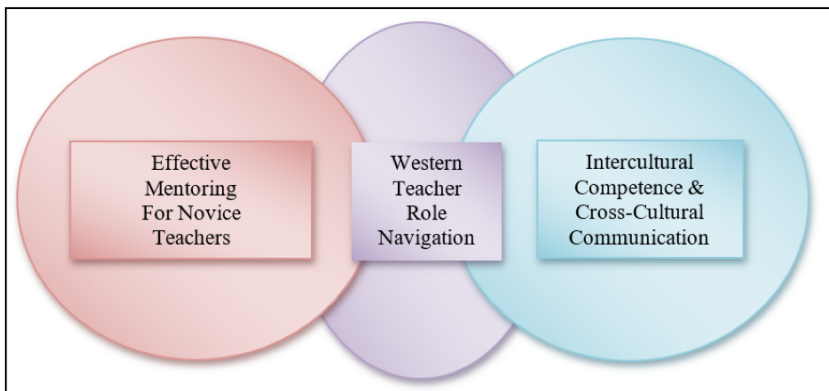 Effective
Mentoring
For Novice
Teachers
Western
Teacher
Role
Navigation
Intercultural
Competence &
Cross-Cultural
Communication